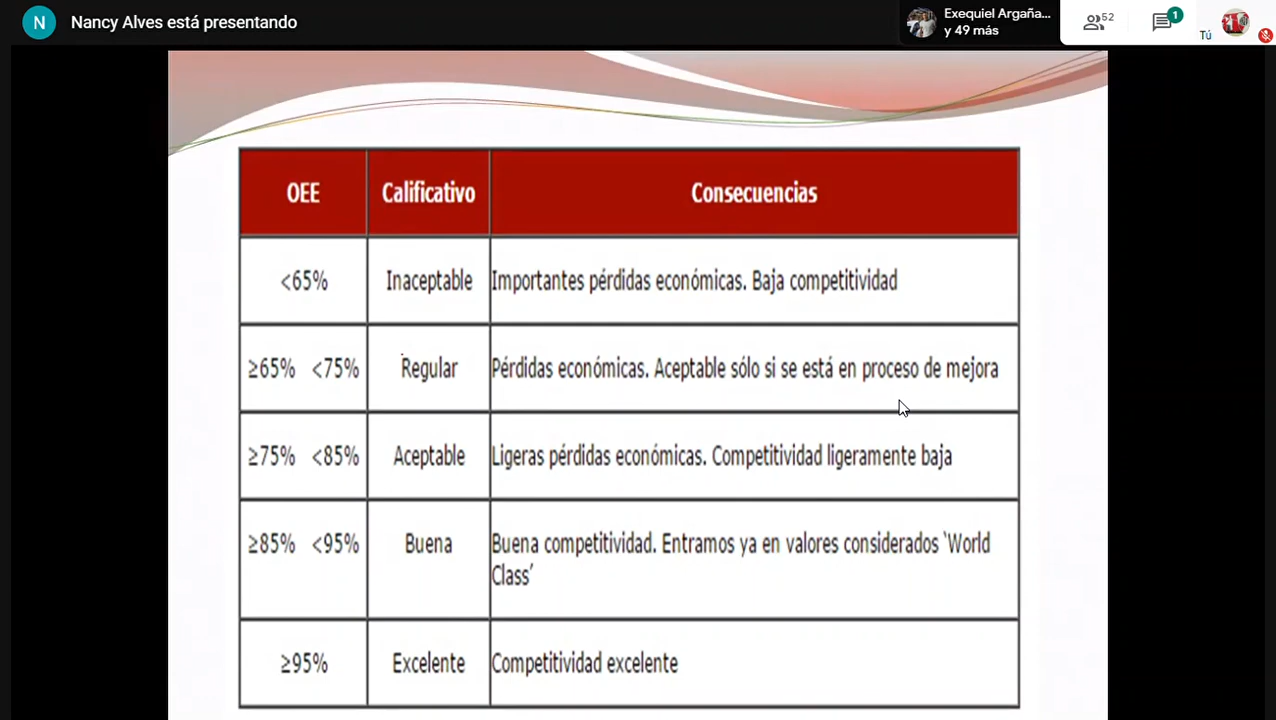 N
Nancy Alves está presentando
Exequiel Argaña...
y 49 más
52
1
Tú
OEE
Calificativo
Consecuencias
<65%
Inaceptable
Importantes pérdidas económicas. Baja competitividad
≥65% <75%
Regular
Pérdidas económicas. Aceptable sólo si se está en proceso de mejora
≥75% <85%
Aceptable
Ligeras pérdidas económicas. Competitividad ligeramente baja
≥85% <95%
Buena
Buena competitividad. Entramos ya en valores considerados ‘World
Class’
≥95%
Excelente
Competitividad excelente